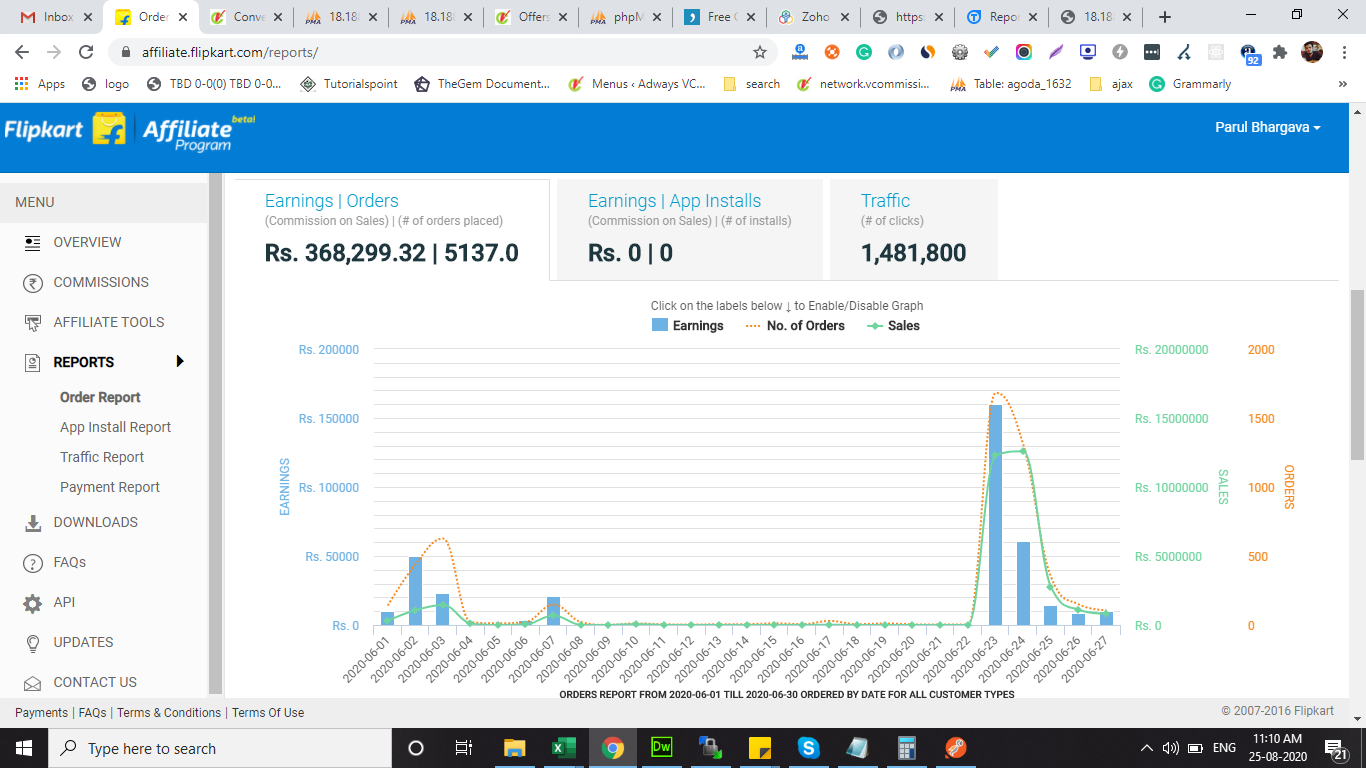 Inbox
Order
Conve
18.18
18.18
Offers
phpM
Free C
Zoho
https:
Repor
18.18
affiliate.flipkart.com/reports/
92
Apps
logo
TBD 0-0(0) TBD 0-0...
Tutorialspoint
TheGem Document...
Menus ‹ Adways VC...
search
network.vcommissi...
Table: agoda_1632
ajax
Grammarly
»
Flipkart Affiliate Program beta!
Parul Bhargava
MENU
OVERVIEW
COMMISSIONS
AFFILIATE TOOLS
REPORTS
Order Report
App Install Report
Traffic Report
Payment Report
DOWNLOADS
FAQs
API
UPDATES
CONTACT US
Earnings | Orders
(Commission on Sales) | (# of orders placed)
Rs. 368,299.32 | 5137.0
Earnings | App Installs
(Commission on Sales) | (# of installs)
Rs. 0 | 0
Traffic
(# of clicks)
1,481,800
Click on the labels below ↓ to Enable/Disable Graph
Earnings No. of Orders Sales
Rs. 200000
Rs. 150000
Rs. 100000
Rs. 50000
Rs. 0
EARNINGS
Rs. 20000000
Rs. 15000000
Rs. 10000000
Rs. 5000000
Rs. 0
SALES
2000
1500
1000
500
0
ORDERS
2020-06-01
2020-06-02
2020-06-03
2020-06-04
2020-06-05
2020-06-06
2020-06-07
2020-06-08
2020-06-09
2020-06-10
2020-06-11
2020-06-12
2020-06-13
2020-06-14
2020-06-15
2020-06-16
2020-06-17
2020-06-18
2020-06-19
2020-06-20
2020-06-21
2020-06-22
2020-06-23
2020-06-24
2020-06-25
2020-06-26
2020-06-27
ORDERS REPORT FROM 2020-06-01 TILL 2020-06-30 ORDERED BY DATE FOR ALL CUSTOMER TYPES
Payments | FAQs | Terms & Conditions | Terms Of Use
© 2007-2016 Flipkart
Type here to search
Dw
ENG
11:10 AM
25-08-2020
21